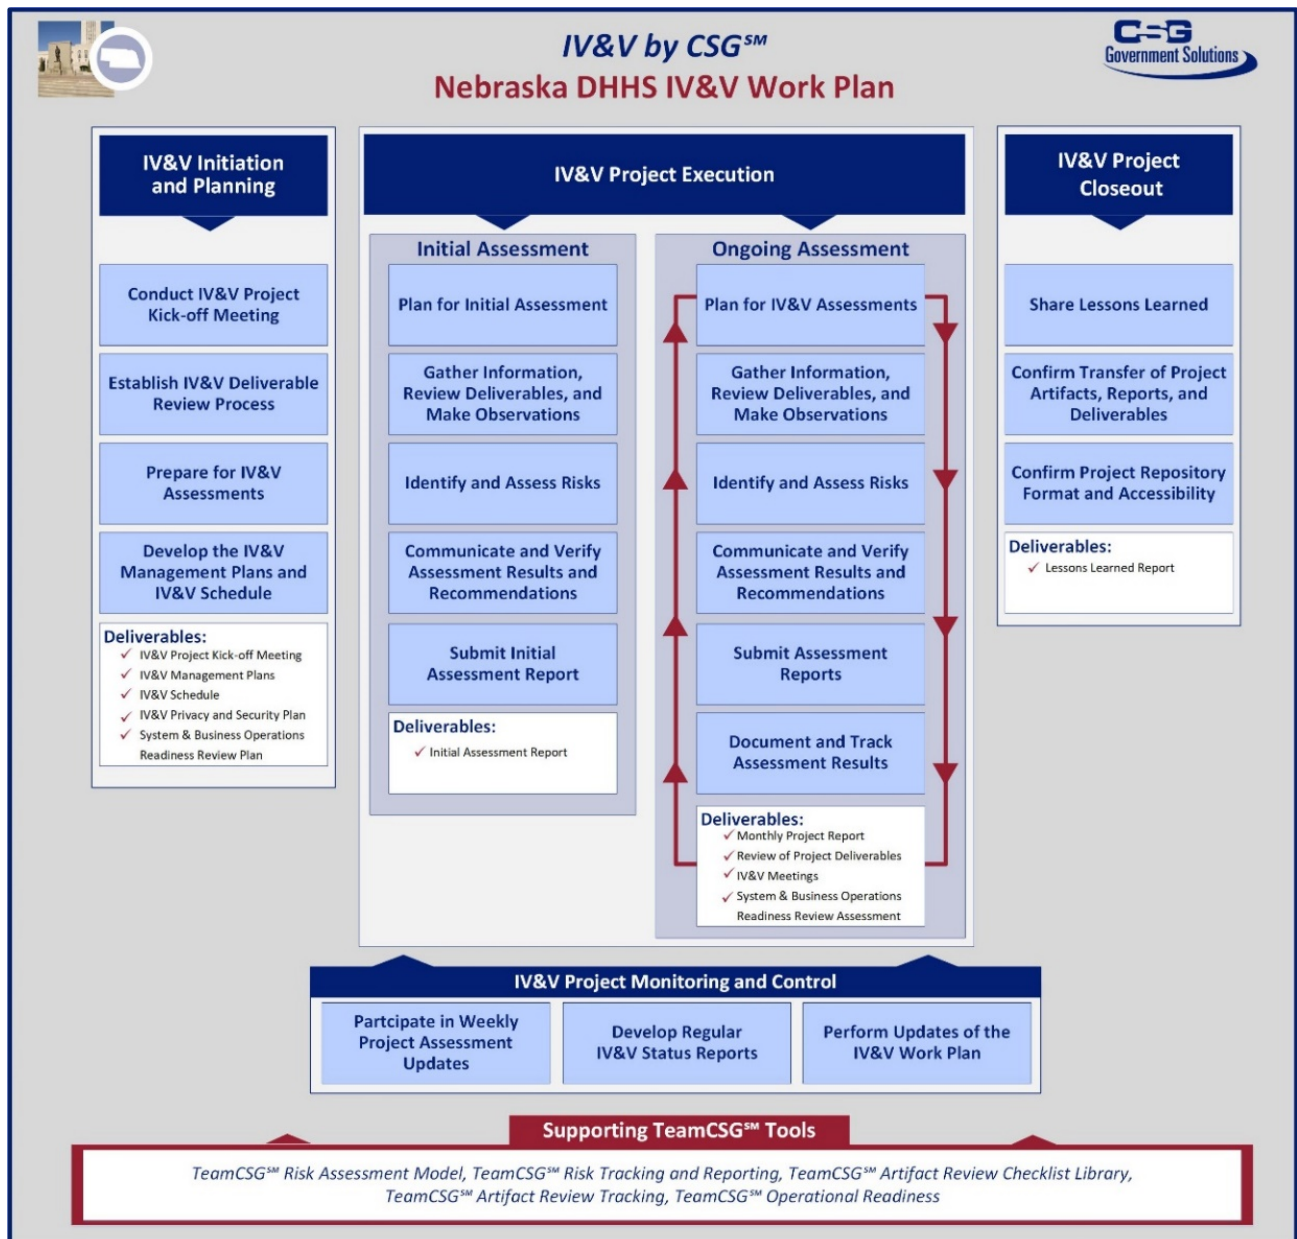 IV&V by CSG℠
Nebraska DHHS IV&V Work Plan
CSG
Government Solutions
IV&V Initiation
and Planning
Conduct IV&V Project
Kick-off Meeting
Establish IV&V Deliverable
Review Process
Prepare for IV&V
Assessments
Develop the IV&V
Management Plans and
IV&V Schedule
Deliverables:
✓ IV&V Project Kick-off Meeting
✓ IV&V Management Plans
✓ IV&V Schedule
✓ IV&V Privacy and Security Plan
✓ System & Business Operations
Readiness Review Plan
IV&V Project Execution
Initial Assessment
Plan for Initial Assessment
Gather Information,
Review Deliverables, and
Make Observations
Identify and Assess Risks
Communicate and Verify
Assessment Results and
Recommendations
Submit Initial
Assessment Report
Deliverables:
✓ Initial Assessment Report
Ongoing Assessment
Plan for IV&V Assessments
Gather Information,
Review Deliverables, and
Make Observations
Identify and Assess Risks
Communicate and Verify
Assessment Results and
Recommendations
Submit Assessment
Reports
Document and Track
Assessment Results
Deliverables:
✓ Monthly Project Report
✓ Review of Project Deliverables
✓ IV&V Meetings
✓ System & Business Operations
Readiness Review Assessment
IV&V Project
Closeout
Share Lessons Learned
Confirm Transfer of Project
Artifacts, Reports, and
Deliverables
Confirm Project Repository
Format and Accessibility
Deliverables:
✓ Lessons Learned Report
IV&V Project Monitoring and Control
Partcipate in Weekly
Project Assessment
Updates
Develop Regular
IV&V Status Reports
Perform Updates of the
IV&V Work Plan
Supporting TeamCSG℠ Tools
TeamCSG℠ Risk Assessment Model, TeamCSG℠ Risk Tracking and Reporting, TeamCSG℠ Artifact Review Checklist Library,
TeamCSG℠ Artifact Review Tracking, TeamCSG℠ Operational Readiness